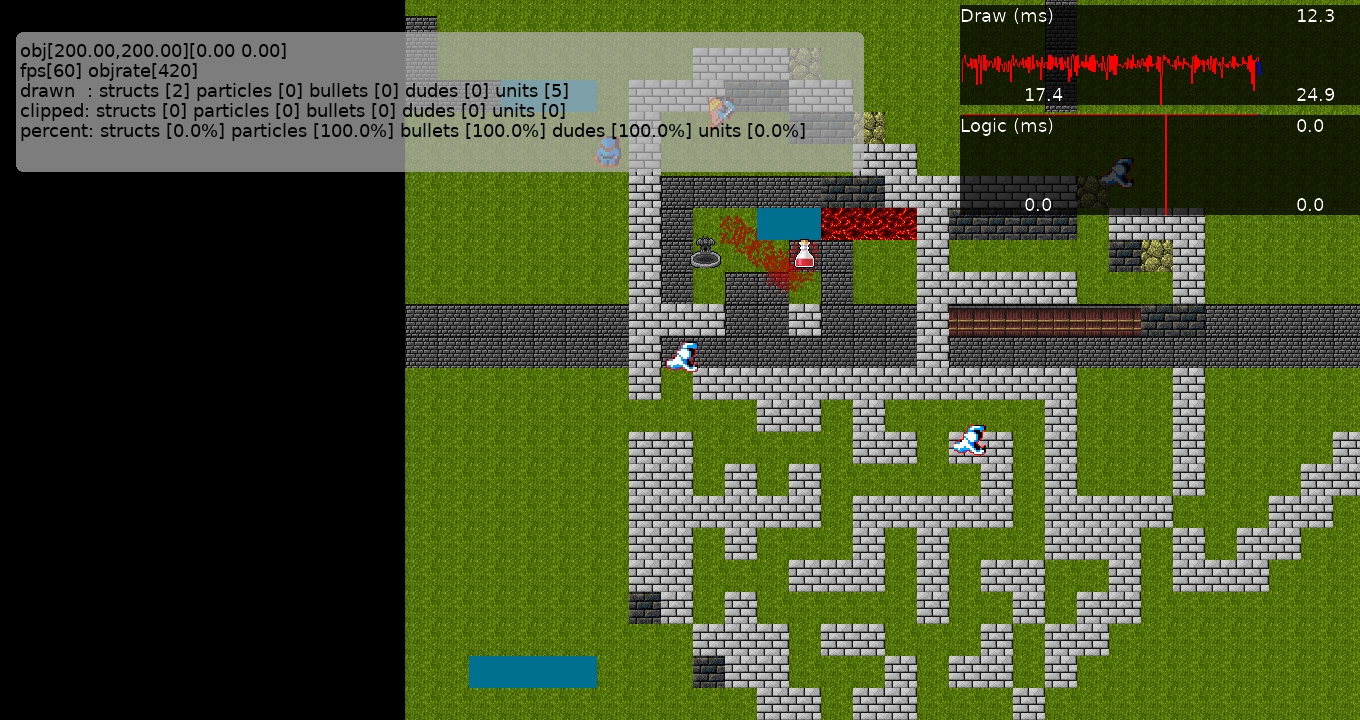 obj[200.00,200.00][0.00 0.00]
fps[60] objrate[420]
drawn  : structs [2] particles [0] bullets [0] dudes [0] units [5]
clipped: structs [0] particles [0] bullets [0] dudes [0] units [0]
percent: structs [0.0%] particles [100.0%] bullets [100.0%] dudes [100.0%] units [0.0%]
Draw (ms) 12.3
17.4 24.9
Logic (ms) 0.0
0.0 0.0